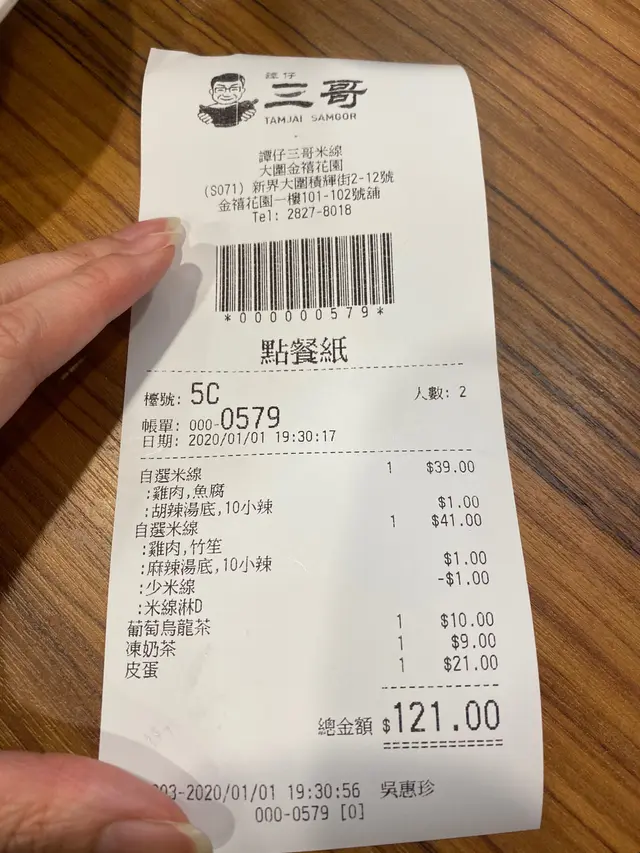 譚仔
三哥
TAMJAI SAMGOR
譚仔三哥米線
大圍金禧花園
(S071) 新界大圍積輝街2-12號
金禧花園一樓101-102號舖
Tel: 2827-8018
*000000579*
點餐紙
檯號: 5C 人數: 2
帳單: 000-0579
日期: 2020/01/01 19:30:17
自選米線 1 $39.00
:雞肉,魚腐
:胡辣湯底,10小辣 $1.00
自選米線 1 $41.00
:雞肉,竹笙
:麻辣湯底,10小辣 $1.00
:少米線 -$1.00
:米線淋D
葡萄烏龍茶 1 $10.00
凍奶茶 1 $9.00
皮蛋 1 $21.00
總金額 $121.00
03-2020/01/01 19:30:56 吳惠珍
000-0579 [0]